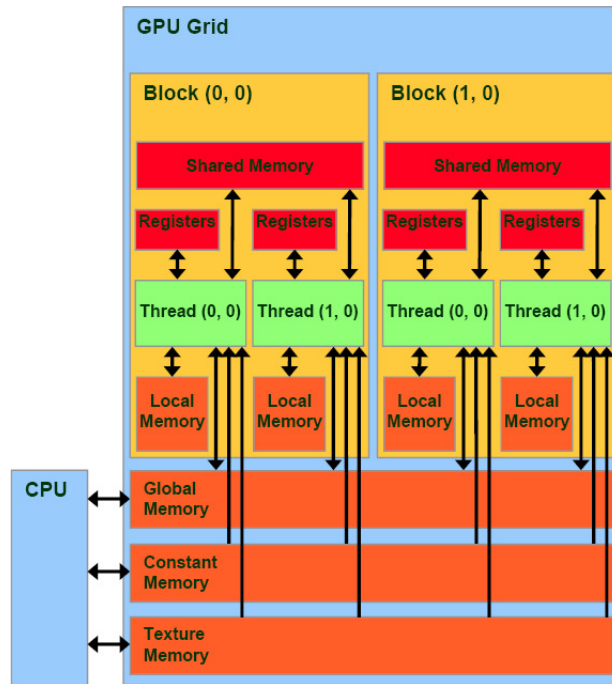 GPU Grid
Block (0, 0)
Shared Memory
Registers
Registers
Thread (0, 0)
Thread (1, 0)
Local
Memory
Local
Memory
Block (1, 0)
Shared Memory
Registers
Registers
Thread (0, 0)
Thread (1, 0)
Local
Memory
Local
Memory
CPU
Global
Memory
Constant
Memory
Texture
Memory